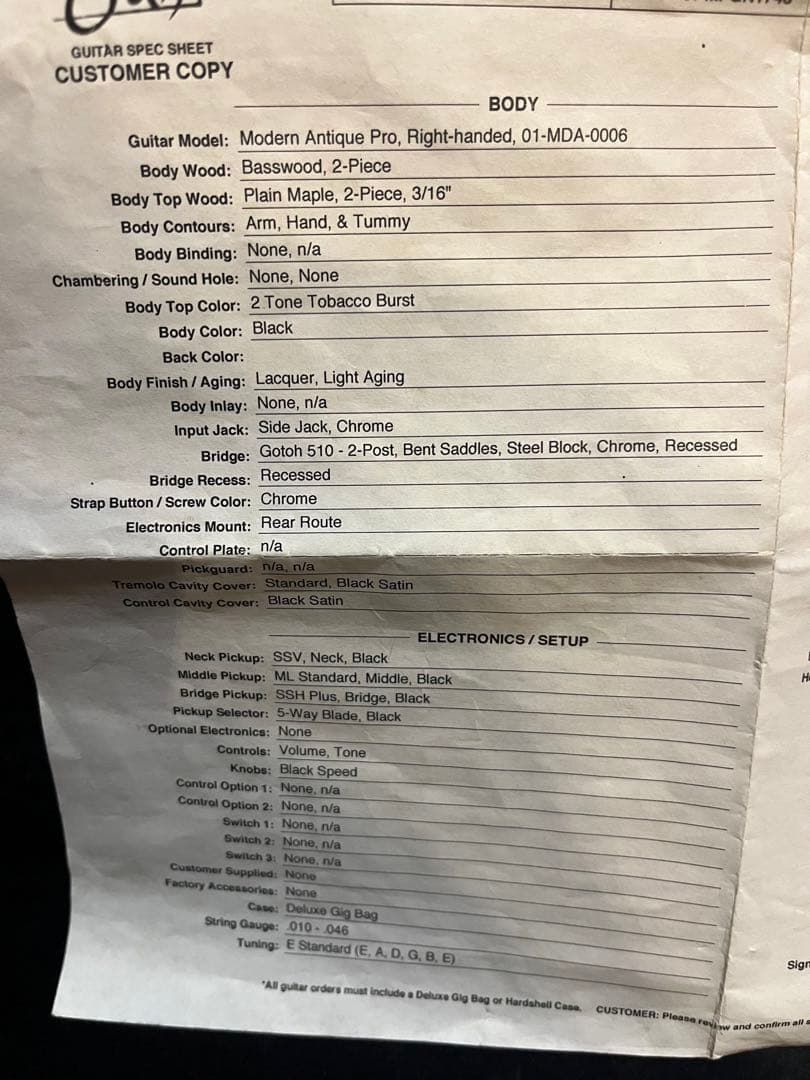 GUITAR SPEC SHEET
CUSTOMER COPY
BODY
Guitar Model: Modern Antique Pro, Right-handed, 01-MDA-0006
Body Wood: Basswood, 2-Piece
Body Top Wood: Plain Maple, 2-Piece, 3/16"
Body Contours: Arm, Hand, & Tummy
Body Binding: None, n/a
Chambering / Sound Hole: None, None
Body Top Color: 2 Tone Tobacco Burst
Body Color: Black
Back Color:
Body Finish / Aging: Lacquer, Light Aging
Body Inlay: None, n/a
Input Jack: Side Jack, Chrome
Bridge: Gotoh 510 - 2-Post, Bent Saddles, Steel Block, Chrome, Recessed
Bridge Recess: Recessed
Strap Button / Screw Color: Chrome
Electronics Mount: Rear Route
Control Plate: n/a
Pickguard: n/a, n/a
Tremolo Cavity Cover: Standard, Black Satin
Control Cavity Cover: Black Satin
ELECTRONICS / SETUP
Neck Pickup: SSV, Neck, Black
Middle Pickup: ML Standard, Middle, Black
Bridge Pickup: SSH Plus, Bridge, Black
Pickup Selector: 5-Way Blade, Black
Optional Electronics: None
Controls: Volume, Tone
Knobs: Black Speed
Control Option 1: None, n/a
Control Option 2: None, n/a
Switch 1: None, n/a
Switch 2: None, n/a
Switch 3: None, n/a
Customer Supplied: None
Factory Accessories: None
Case: Deluxe Gig Bag
String Gauge: .010 - .046
Tuning: E Standard (E, A, D, G, B, E)
*All guitar orders must include a Deluxe Gig Bag or Hardshell Case. CUSTOMER: Please review and confirm all